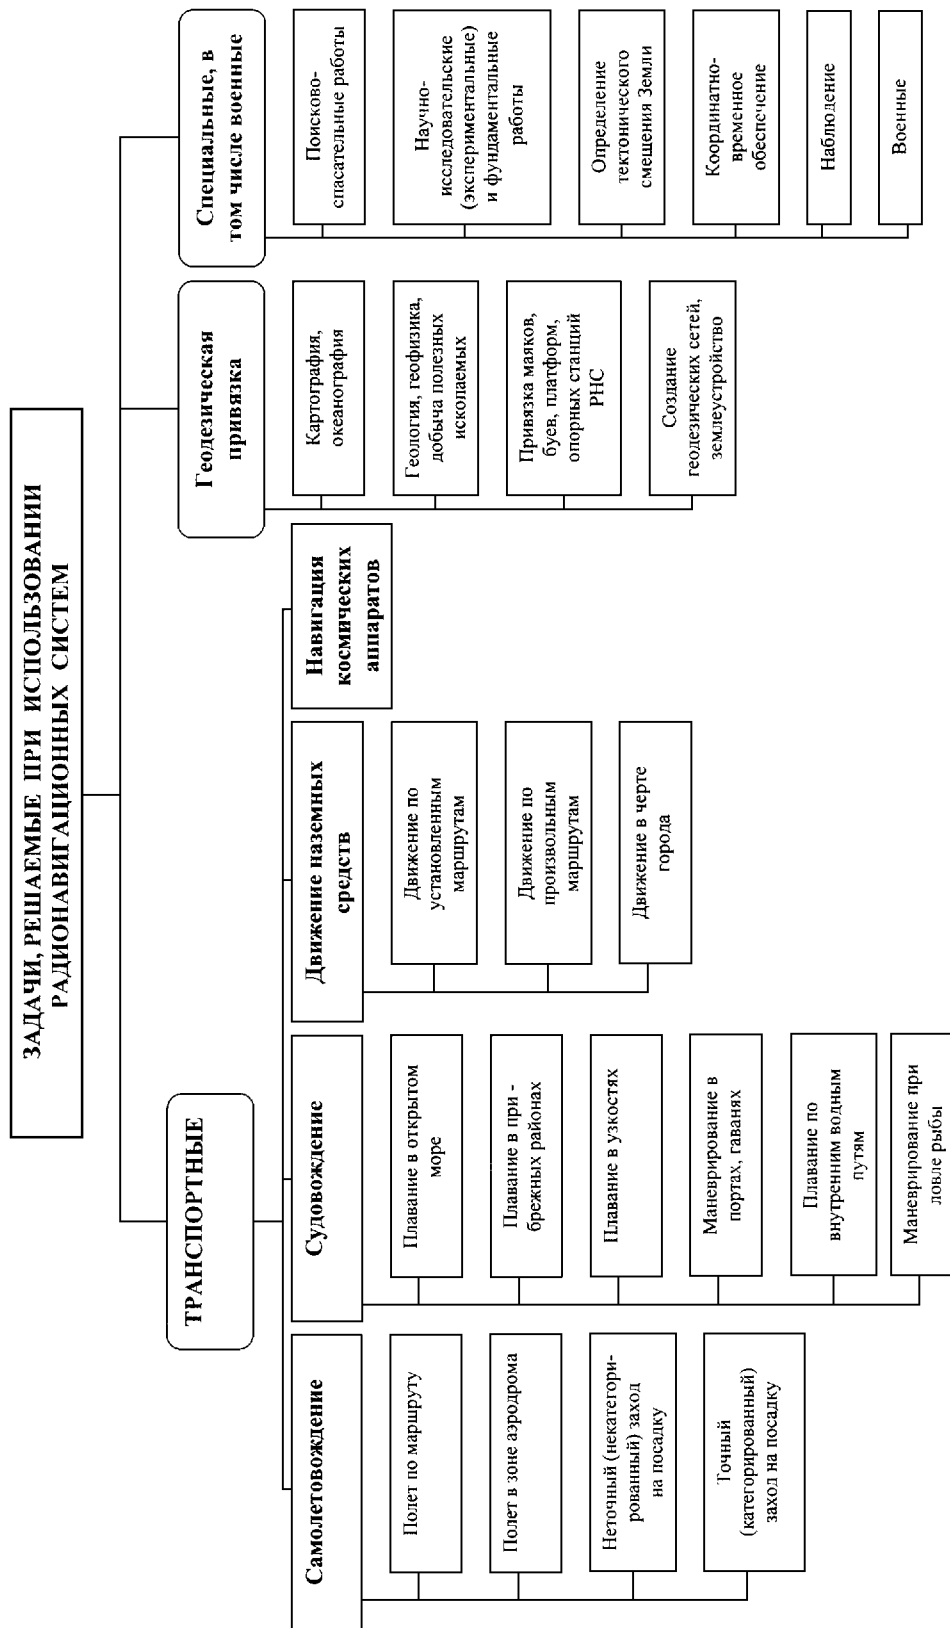 ЗАДАЧИ, РЕШАЕМЫЕ ПРИ ИСПОЛЬЗОВАНИИ
РАДИОНАВИГАЦИОННЫХ СИСТЕМ
ТРАНСПОРТНЫЕ
Самолетовождение
Полет по маршруту
Полет в зоне аэродрома
Неточный (некатегори-
рованный) заход
на посадку
Точный
(категорированный)
заход на посадку
Судовождение
Плавание в открытом
море
Плавание в при -
брежных районах
Плавание в узкостях
Маневрирование в
портах, гаванях
Плавание по
внутренним водным
путям
Маневрирование при
ловле рыбы
Движение наземных
средств
Движение по
установленным
маршрутам
Движение по
произвольным
маршрутам
Движение в черте
города
Навигация
космических
аппаратов
Геодезическая
привязка
Картография,
океанография
Геология, геофизика,
добыча полезных
ископаемых
Привязка маяков,
буев, платформ,
опорных станций
РНС
Создание
геодезических сетей,
землеустройство
Специальные, в
том числе военные
Поисково-
спасательные работы
Научно-
исследовательские
(экспериментальные)
и фундаментальные
работы
Определение
тектонического
смещения Земли
Координатно-
временное
обеспечение
Наблюдение
Военные